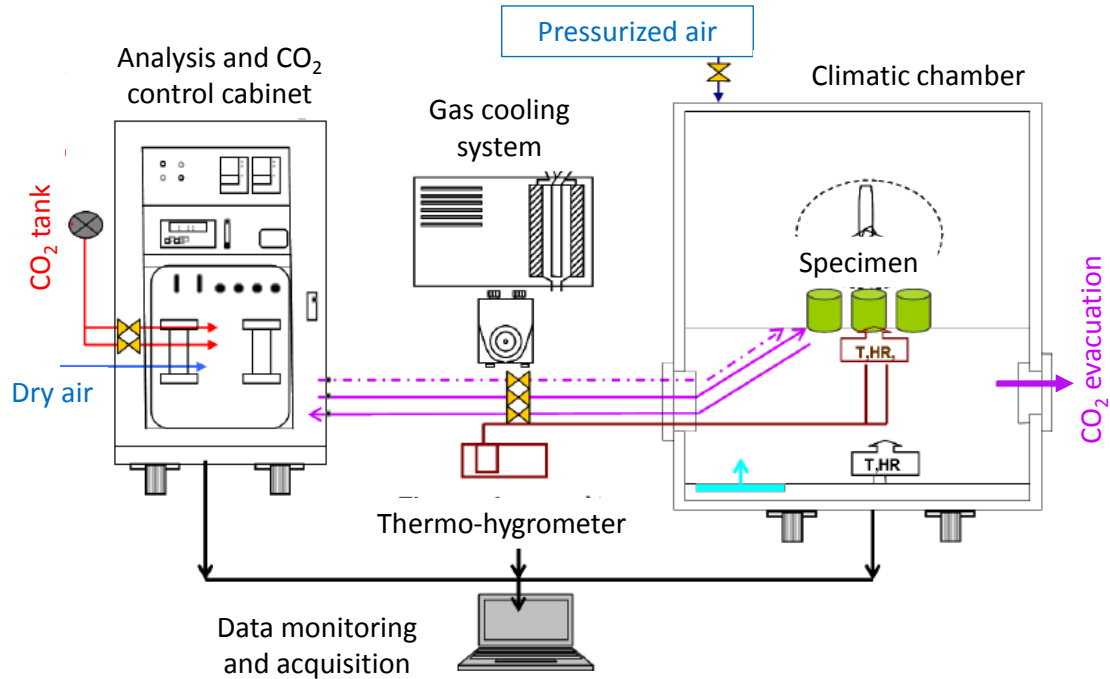 Pressurized air
Analysis and CO₂
control cabinet
Gas cooling
system
Climatic chamber
CO₂ tank
Specimen
T,HR,
CO₂ evacuation
Dry air
T,HR
Thermo-hygrometer
Data monitoring
and acquisition